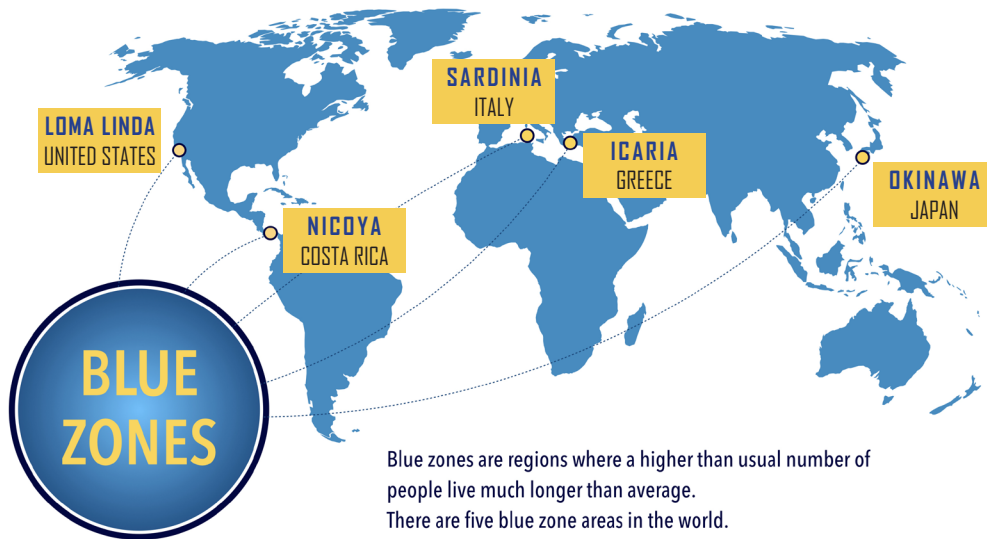 SARDINIA
ITALY
LOMA LINDA
UNITED STATES
ICARIA
GREECE
OKINAWA
JAPAN
NICOYA
COSTA RICA
BLUE
ZONES
Blue zones are regions where a higher than usual number of
people live much longer than average.
There are five blue zone areas in the world.